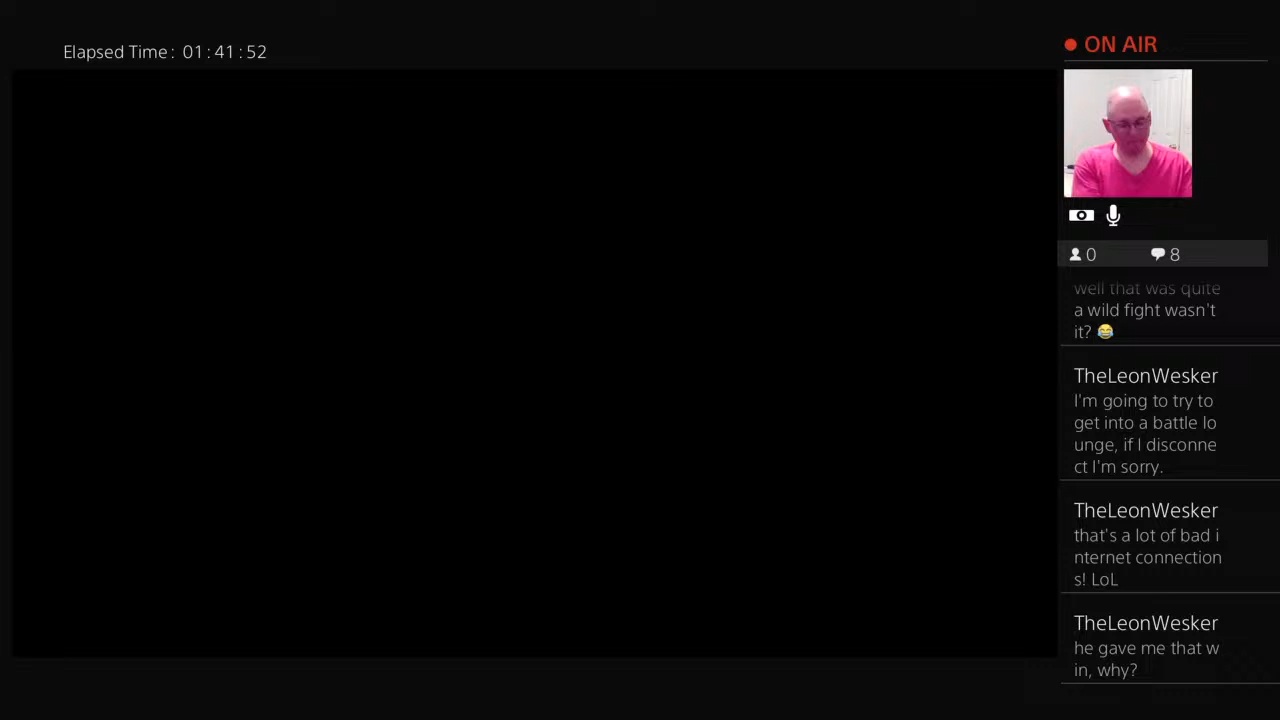 Elapsed Time: 01:41:52
ON AIR
0
8
well that was quite
a wild fight wasn't
it? 😂
TheLeonWesker
I'm going to try to
get into a battle lo
unge, if I disconne
ct I'm sorry.
TheLeonWesker
that's a lot of bad i
nternet connection
s! LoL
TheLeonWesker
he gave me that w
in, why?